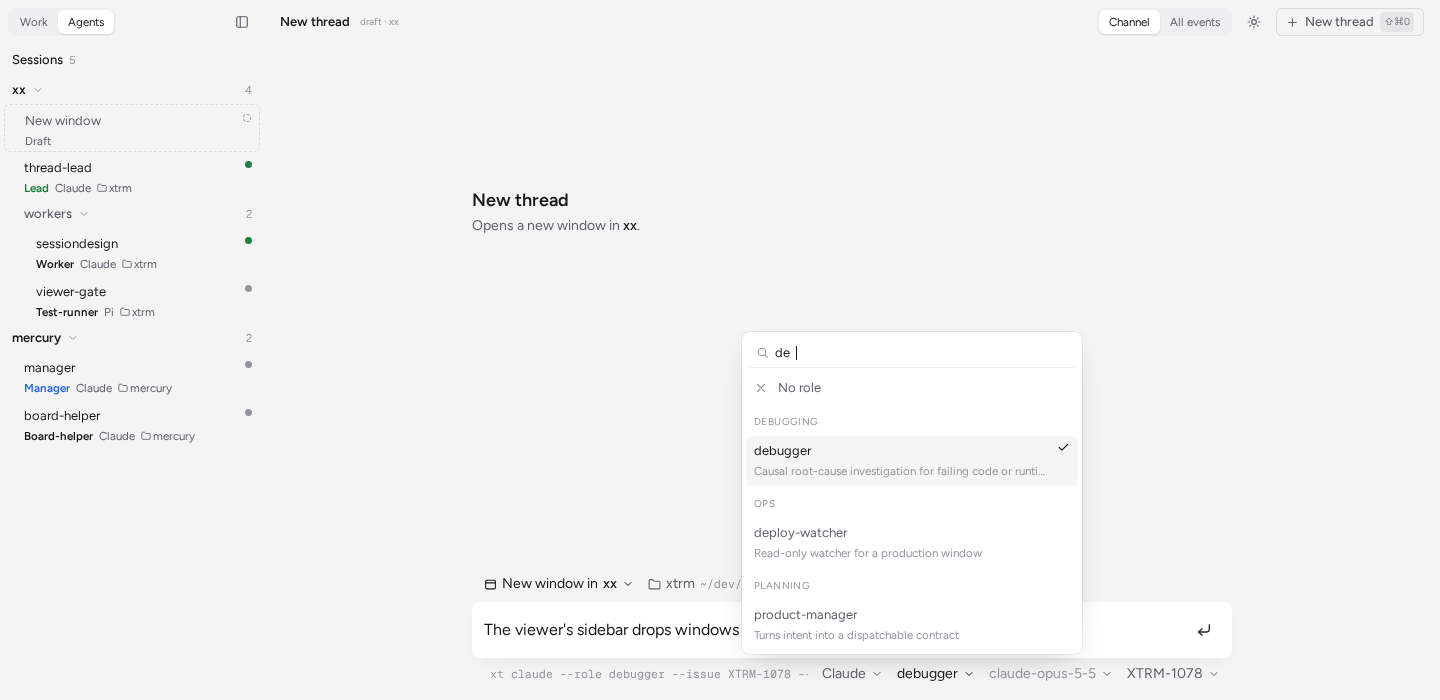 Work Agents
New thread draft · xx
Channel All events
+ New thread ⇧⌘O
Sessions 5
xx 4
New window
Draft
thread-lead
Lead Claude xtrm
workers 2
sessiondesign
Worker Claude xtrm
viewer-gate
Test-runner Pi xtrm
mercury 2
manager
Manager Claude mercury
board-helper
Board-helper Claude mercury
New thread
Opens a new window in xx.
de
No role
DEBUGGING
debugger
Causal root-cause investigation for failing code or runti...
OPS
deploy-watcher
Read-only watcher for a production window
PLANNING
product-manager
Turns intent into a dispatchable contract
New window in xx xtrm ~/dev/
The viewer's sidebar drops windows
xt claude --role debugger --issue XTRM-1078 -- Claude debugger claude-opus-5-5 XTRM-1078